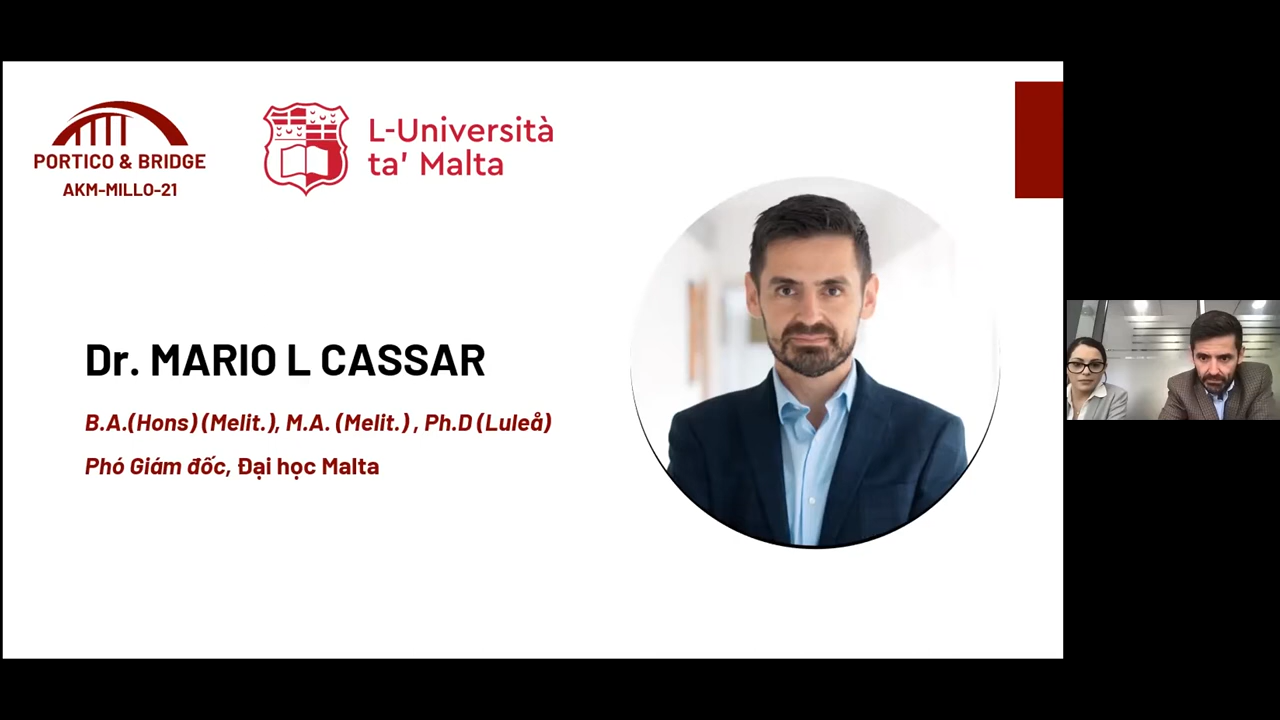 PORTICO & BRIDGE
AKM-MILLO-21
L-Università
ta' Malta
Dr. MARIO L CASSAR
B.A.(Hons) (Melit.), M.A. (Melit.) , Ph.D (Luleå)
Phó Giám đốc, Đại học Malta